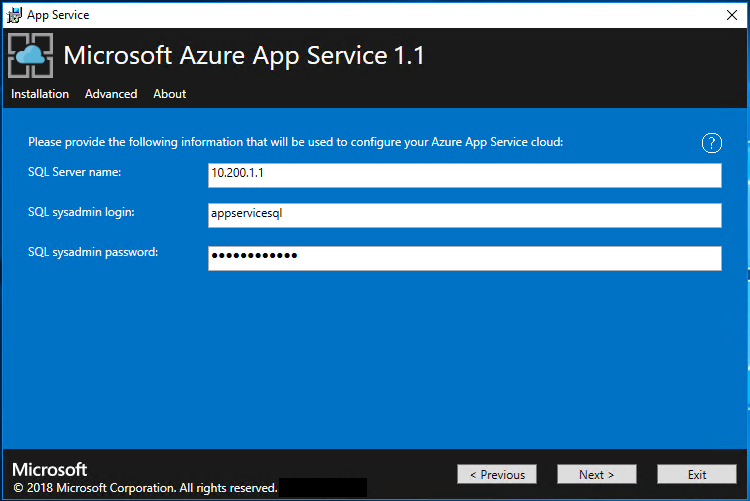 App Service
Microsoft Azure App Service 1.1
Installation Advanced About
Please provide the following information that will be used to configure your Azure App Service cloud:
?
SQL Server name:
10.200.1.1
SQL sysadmin login:
appservicesql
SQL sysadmin password:
●●●●●●●●●●●●
Microsoft
© 2018 Microsoft Corporation. All rights reserved.
< Previous
Next >
Exit